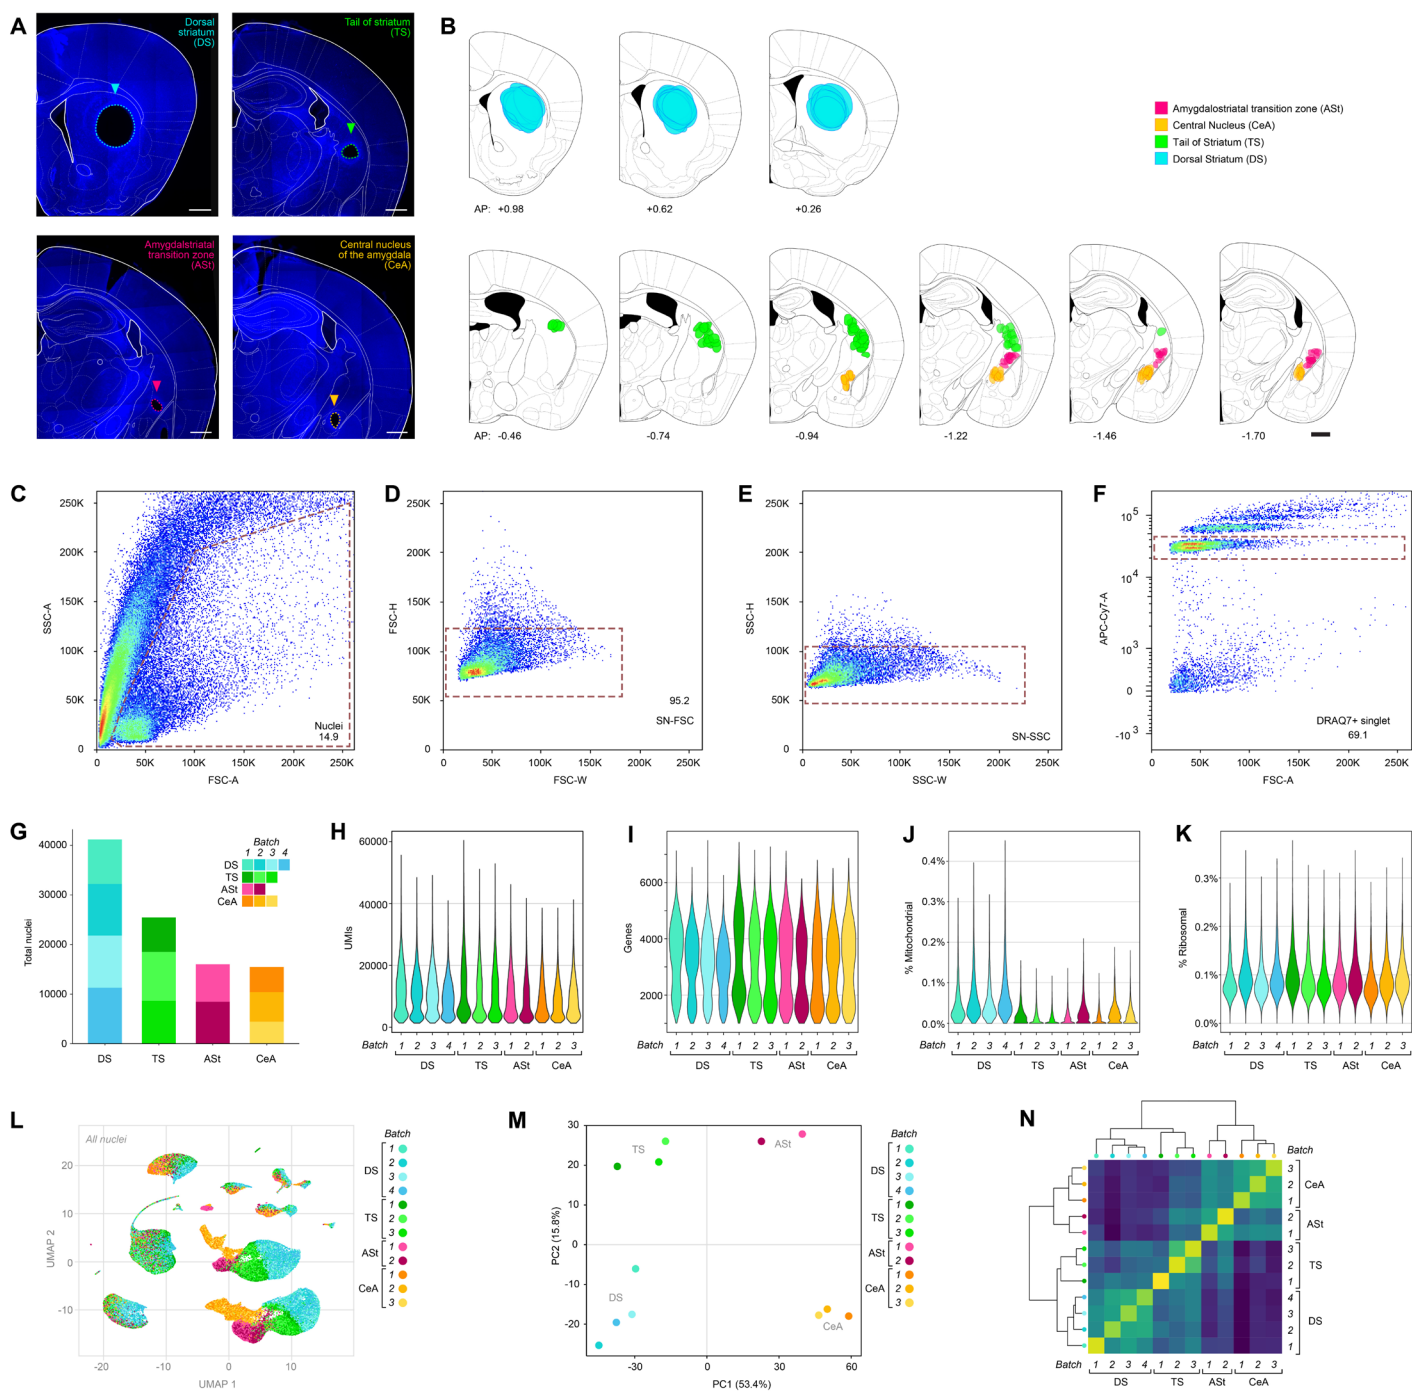 A
Dorsal
striatum
(DS)
Tail of striatum
(TS)
Amygdalstriatal
transition zone
(ASt)
Central nucleus
of the amygdala
(CeA)
B
AP: +0.98 +0.62 +0.26
Amygdalostriatal transition zone (ASt)
Central Nucleus (CeA)
Tail of Striatum (TS)
Dorsal Striatum (DS)
AP: -0.46 -0.74 -0.94 -1.22 -1.46 -1.70
C
SSC-A
250K
200K
150K
100K
50K
0
Nuclei
14.9
0 50K 100K 150K 200K 250K
FSC-A
D
FSC-H
250K
200K
150K
100K
50K
0
95.2
SN-FSC
0 50K 100K 150K 200K 250K
FSC-W
E
SSC-H
250K
200K
150K
100K
50K
0
SN-SSC
0 50K 100K 150K 200K 250K
SSC-W
F
APC-Cy7-A
10^5
10^4
10^3
0
-10^3
DRAQ7+ singlet
69.1
0 50K 100K 150K 200K 250K
FSC-A
G
Total nuclei
40000
30000
20000
10000
0
Batch
1 2 3 4
DS
TS
ASt
CeA
DS TS ASt CeA
H
UMIs
60000
40000
20000
0
Batch 1 2 3 4 1 2 3 1 2 1 2 3
DS TS ASt CeA
I
Genes
6000
4000
2000
Batch 1 2 3 4 1 2 3 1 2 1 2 3
DS TS ASt CeA
J
% Mitochondrial
0.4%
0.3%
0.2%
0.1%
0.0%
Batch 1 2 3 4 1 2 3 1 2 1 2 3
DS TS ASt CeA
K
% Ribosomal
0.3%
0.2%
0.1%
0.0%
Batch 1 2 3 4 1 2 3 1 2 1 2 3
DS TS ASt CeA
L
All nuclei
UMAP 2
20
10
0
-10
-20 0 10
UMAP 1
Batch
1
2
DS
3
4
1
TS 2
3
ASt 1
2
1
CeA 2
3
M
PC2 (15.8%)
30
20
10
0
-10
-20
TS
ASt
DS
CeA
-30 0 30 60
PC1 (53.4%)
Batch
1
2
DS
3
4
1
TS 2
3
ASt 1
2
1
CeA 2
3
N
Batch
3
2 CeA
1
2
ASt
1
3
2 TS
1
4
3
DS
2
1
Batch 1 2 3 4 1 2 3 1 2 1 2 3
DS TS ASt CeA